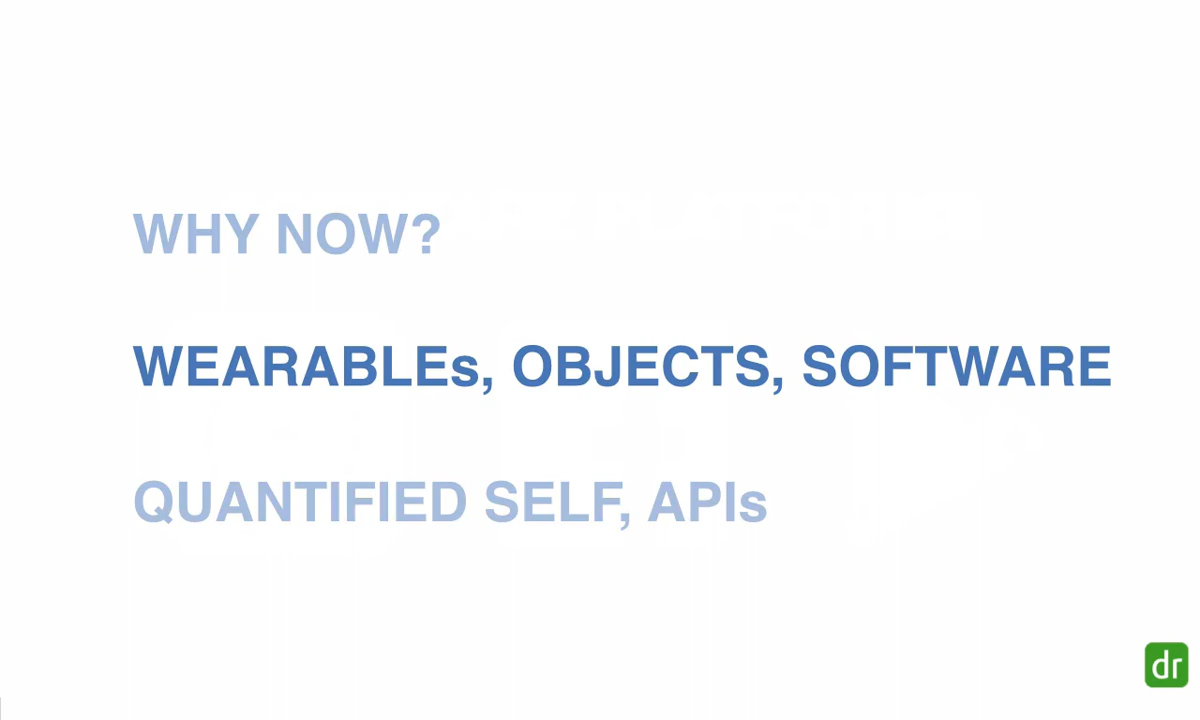 WHY NOW?
WEARABLEs, OBJECTS, SOFTWARE
QUANTIFIED SELF, APIs
dr